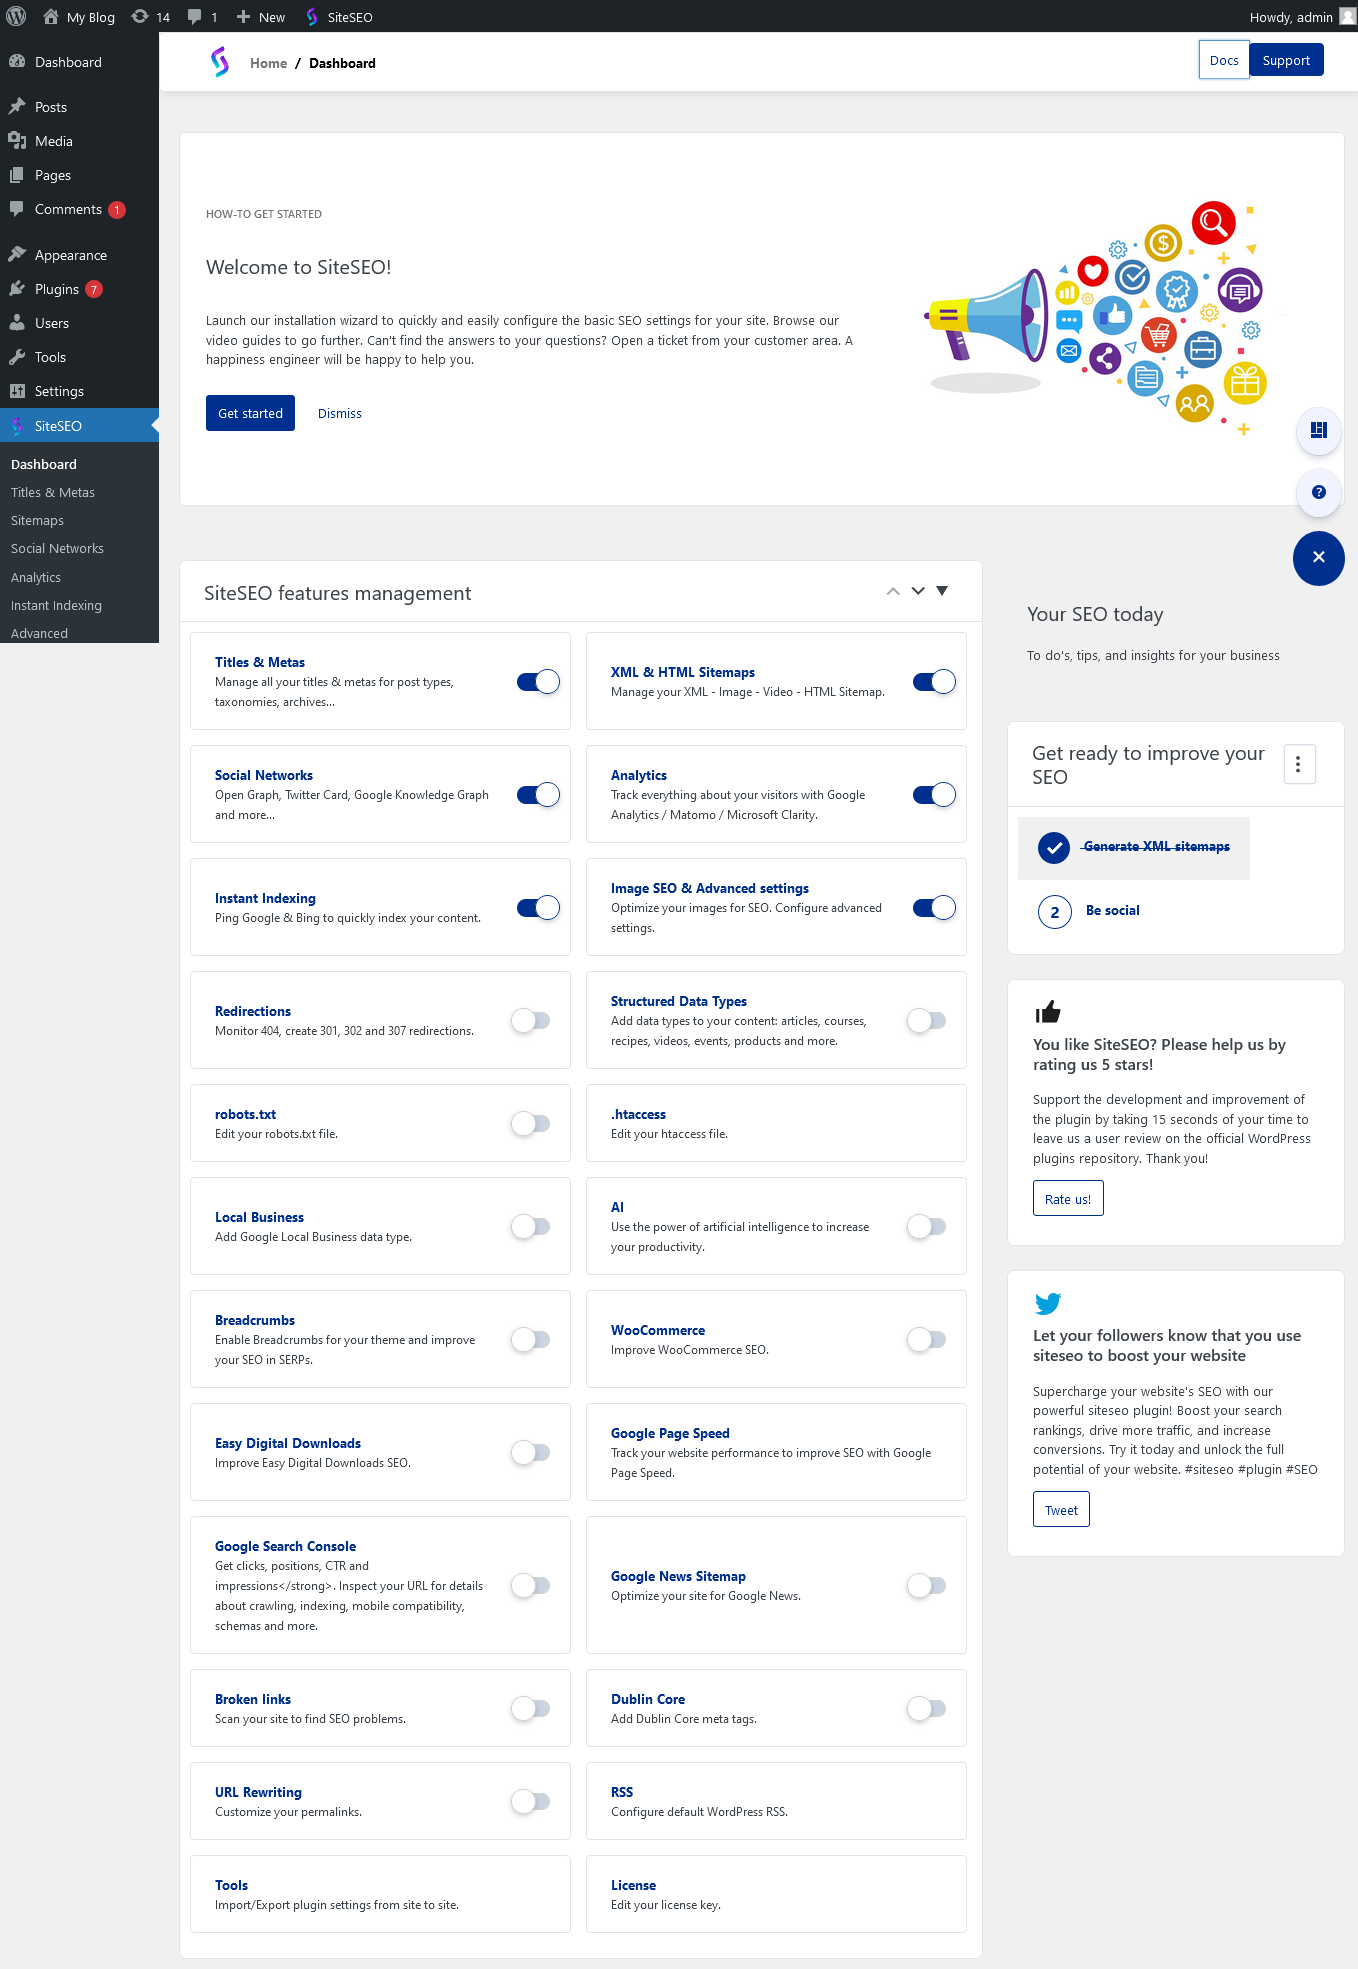 My Blog
14
1
New
SiteSEO
Howdy, admin
Dashboard
Posts
Media
Pages
Comments 1
Appearance
Plugins 7
Users
Tools
Settings
SiteSEO
Dashboard
Titles & Metas
Sitemaps
Social Networks
Analytics
Instant Indexing
Advanced
Home / Dashboard
Docs
Support
HOW-TO GET STARTED
Welcome to SiteSEO!
Launch our installation wizard to quickly and easily configure the basic SEO settings for your site. Browse our
video guides to go further. Can't find the answers to your questions? Open a ticket from your customer area. A
happiness engineer will be happy to help you.
Get started
Dismiss
SiteSEO features management
Titles & Metas
Manage all your titles & metas for post types,
taxonomies, archives...
XML & HTML Sitemaps
Manage your XML - Image - Video - HTML Sitemap.
Social Networks
Open Graph, Twitter Card, Google Knowledge Graph
and more...
Analytics
Track everything about your visitors with Google
Analytics / Matomo / Microsoft Clarity.
Instant Indexing
Ping Google & Bing to quickly index your content.
Image SEO & Advanced settings
Optimize your images for SEO. Configure advanced
settings.
Redirections
Monitor 404, create 301, 302 and 307 redirections.
Structured Data Types
Add data types to your content: articles, courses,
recipes, videos, events, products and more.
robots.txt
Edit your robots.txt file.
.htaccess
Edit your htaccess file.
Local Business
Add Google Local Business data type.
AI
Use the power of artificial intelligence to increase
your productivity.
Breadcrumbs
Enable Breadcrumbs for your theme and improve
your SEO in SERPs.
WooCommerce
Improve WooCommerce SEO.
Easy Digital Downloads
Improve Easy Digital Downloads SEO.
Google Page Speed
Track your website performance to improve SEO with Google
Page Speed.
Google Search Console
Get clicks, positions, CTR and
impressions</strong>. Inspect your URL for details
about crawling, indexing, mobile compatibility,
schemas and more.
Google News Sitemap
Optimize your site for Google News.
Broken links
Scan your site to find SEO problems.
Dublin Core
Add Dublin Core meta tags.
URL Rewriting
Customize your permalinks.
RSS
Configure default WordPress RSS.
Tools
Import/Export plugin settings from site to site.
License
Edit your license key.
Your SEO today
To do's, tips, and insights for your business
Get ready to improve your
SEO
Generate XML sitemaps
2
Be social
You like SiteSEO? Please help us by
rating us 5 stars!
Support the development and improvement of
the plugin by taking 15 seconds of your time to
leave us a user review on the official WordPress
plugins repository. Thank you!
Rate us!
Let your followers know that you use
siteseo to boost your website
Supercharge your website's SEO with our
powerful siteseo plugin! Boost your search
rankings, drive more traffic, and increase
conversions. Try it today and unlock the full
potential of your website. #siteseo #plugin #SEO
Tweet